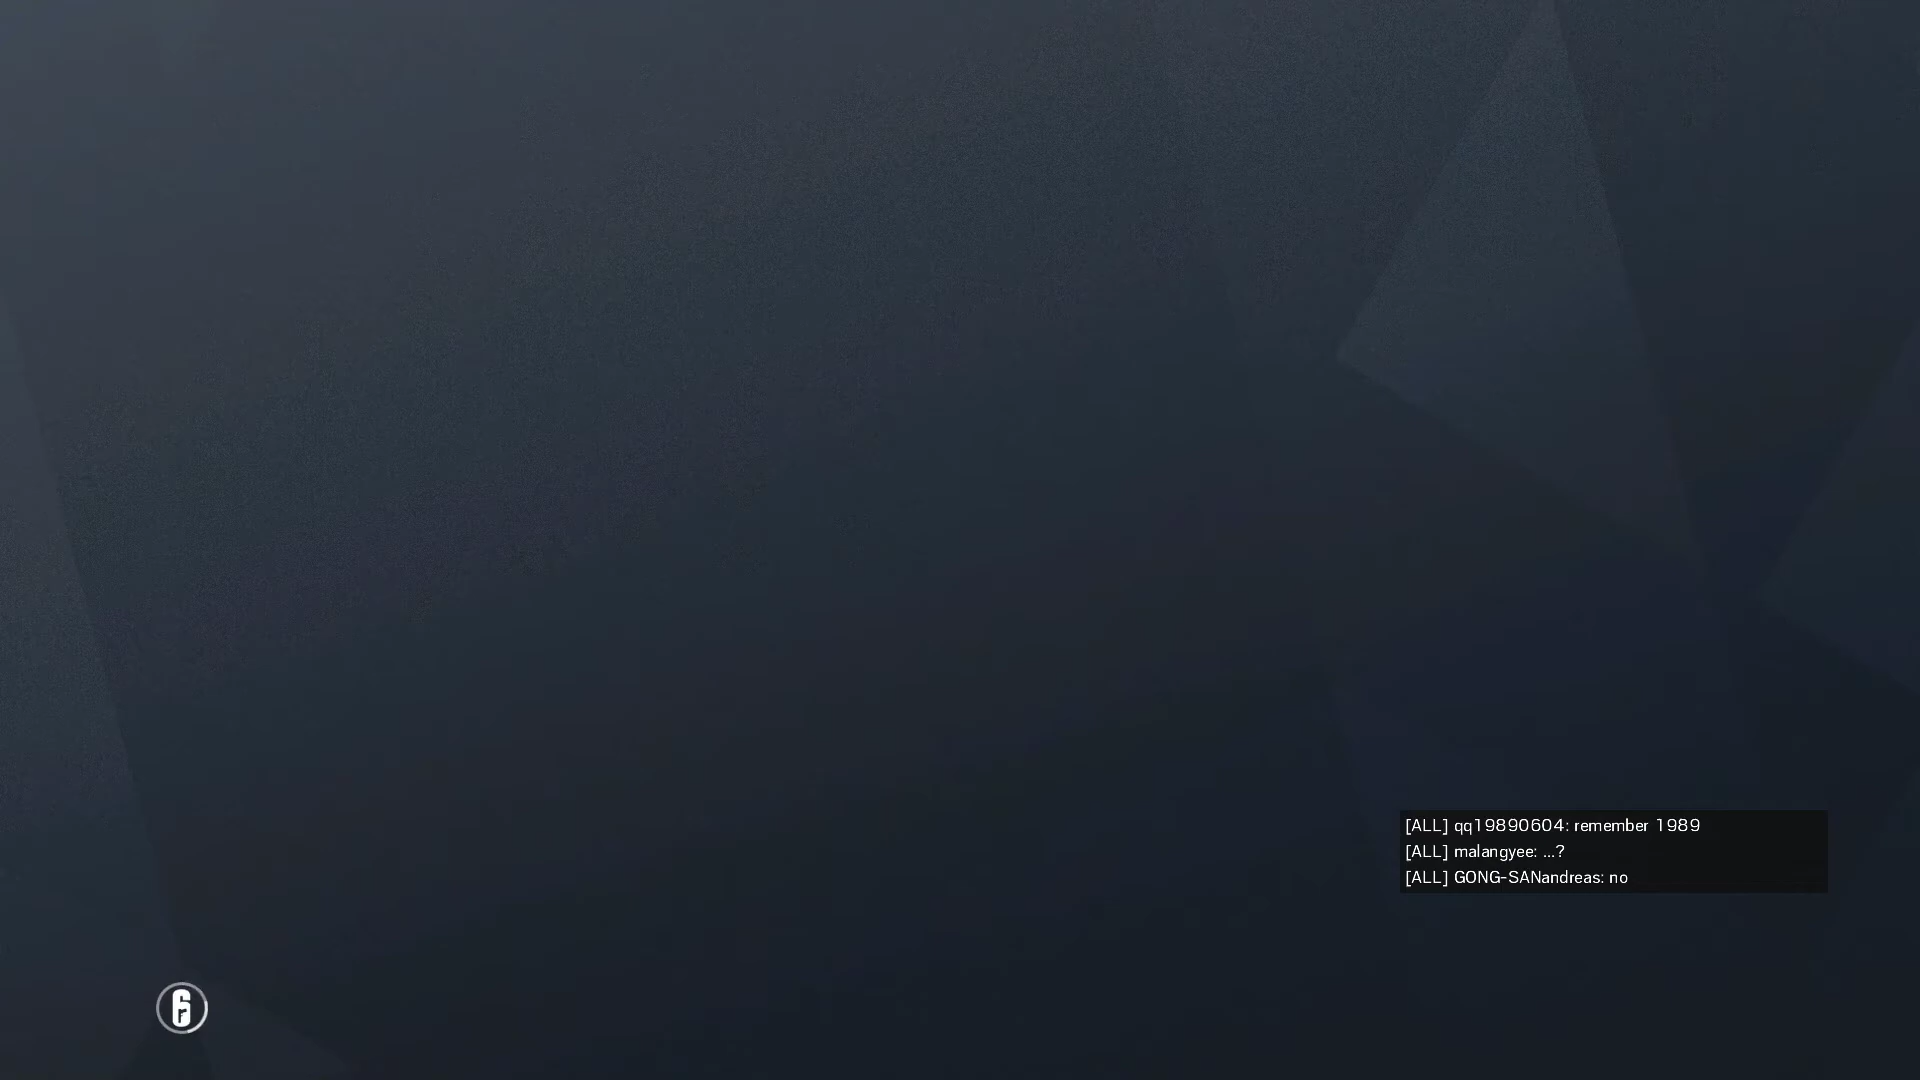 [ALL] qq19890604: remember 1989
[ALL] malangyee: ...?
[ALL] GONG-SANandreas: no